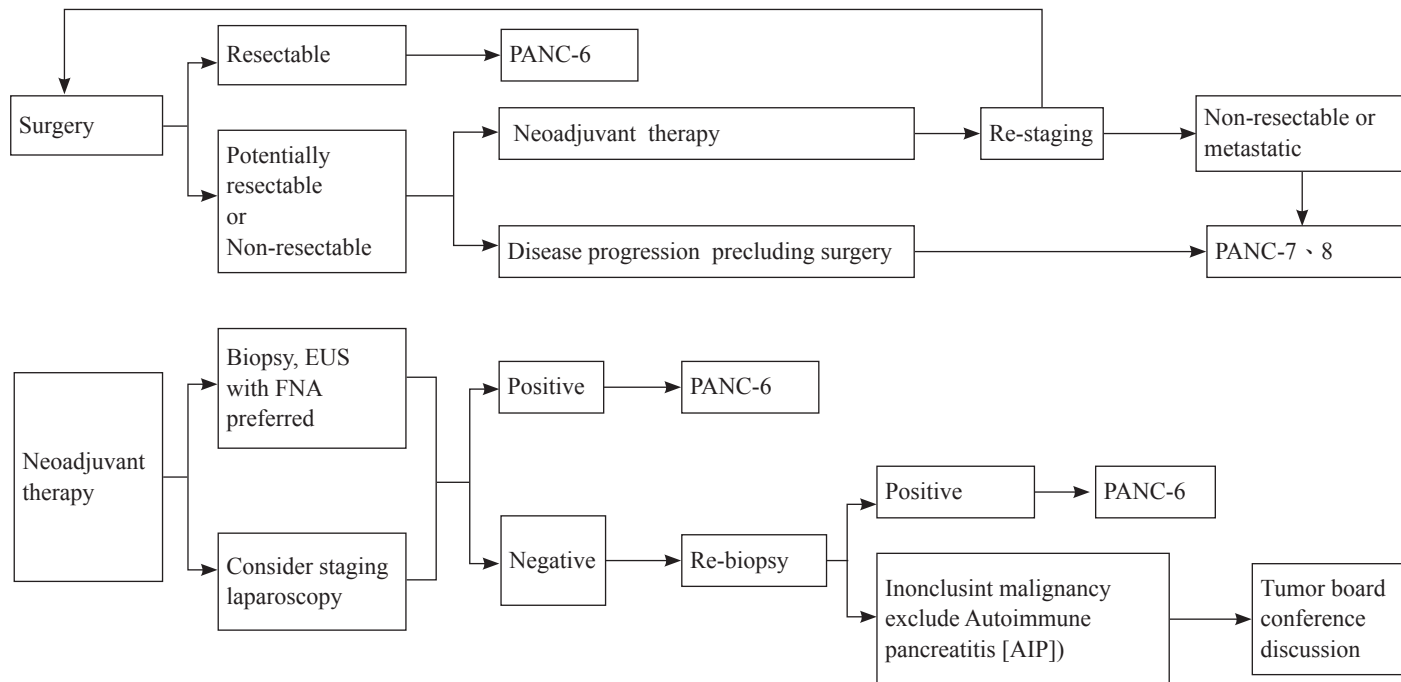 Resectable
PANC-6
Surgery
Neoadjuvant therapy
Re-staging
Non-resectable or
metastatic
Potentially
resectable
or
Non-resectable
Disease progression precluding surgery
PANC-7、8
Biopsy, EUS
with FNA
preferred
Positive
PANC-6
Neoadjuvant
therapy
Positive
PANC-6
Consider staging
laparoscopy
Negative
Re-biopsy
Inonclusint malignancy
exclude Autoimmune
pancreatitis [AIP])
Tumor board
conference
discussion